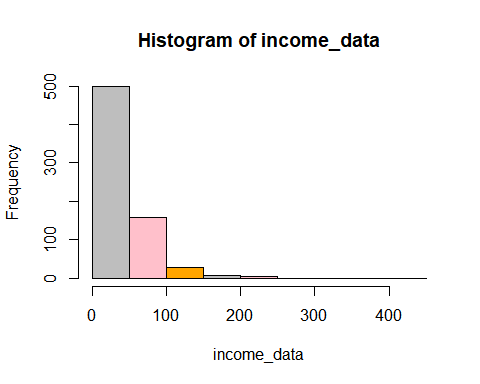 Histogram of income_data
Frequency
500
300
100
0
0 100 200 300 400
income_data